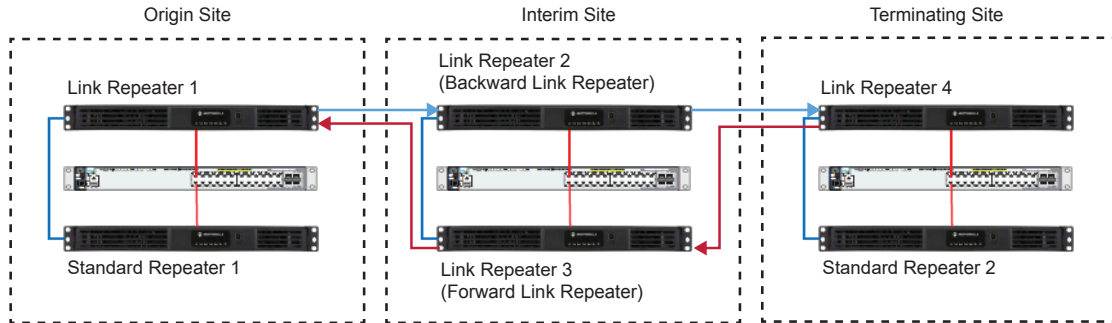 Origin Site
Interim Site
Terminating Site
Link Repeater 1
Link Repeater 2
(Backward Link Repeater)
Link Repeater 4
Standard Repeater 1
Link Repeater 3
(Forward Link Repeater)
Standard Repeater 2